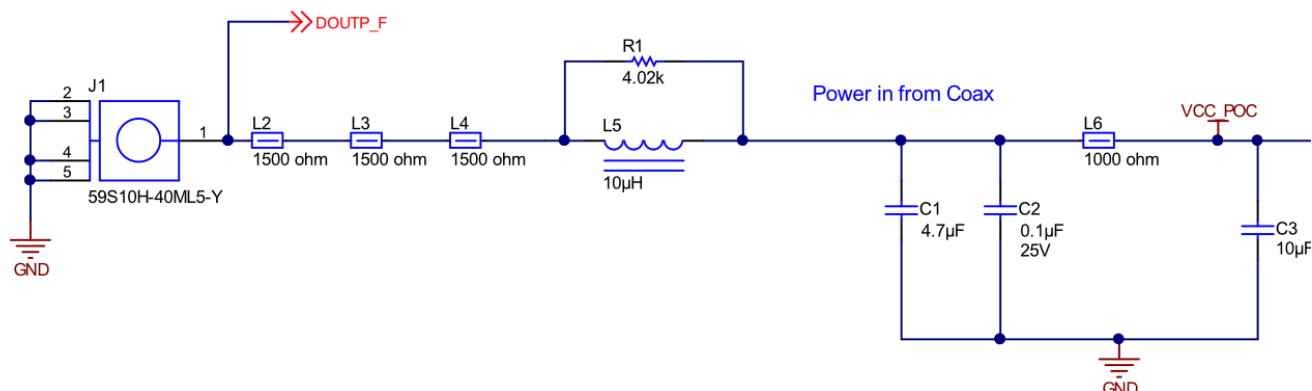 DOUTP_F
R1
4.02k
J1
2
3
4
5
1
59S10H-40ML5-Y
GND
L2
1500 ohm
L3
1500 ohm
L4
1500 ohm
L5
10µH
Power in from Coax
C1
4.7µF
C2
0.1µF
25V
L6
1000 ohm
VCC_POC
C3
10µF
GND